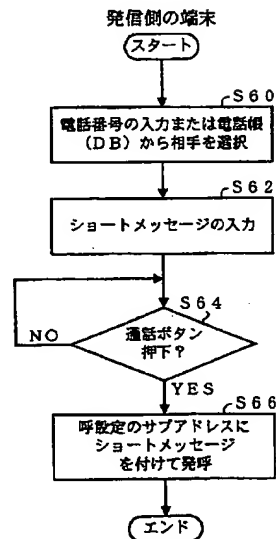 発信側の端末
スタート
S60
電話番号の入力または電話帳
(DB)から相手を選択
S62
ショートメッセージの入力
S64
通話ボタン
押下?
NO
YES
S66
呼設定のサブアドレスに
ショートメッセージ
を付けて発呼
エンド